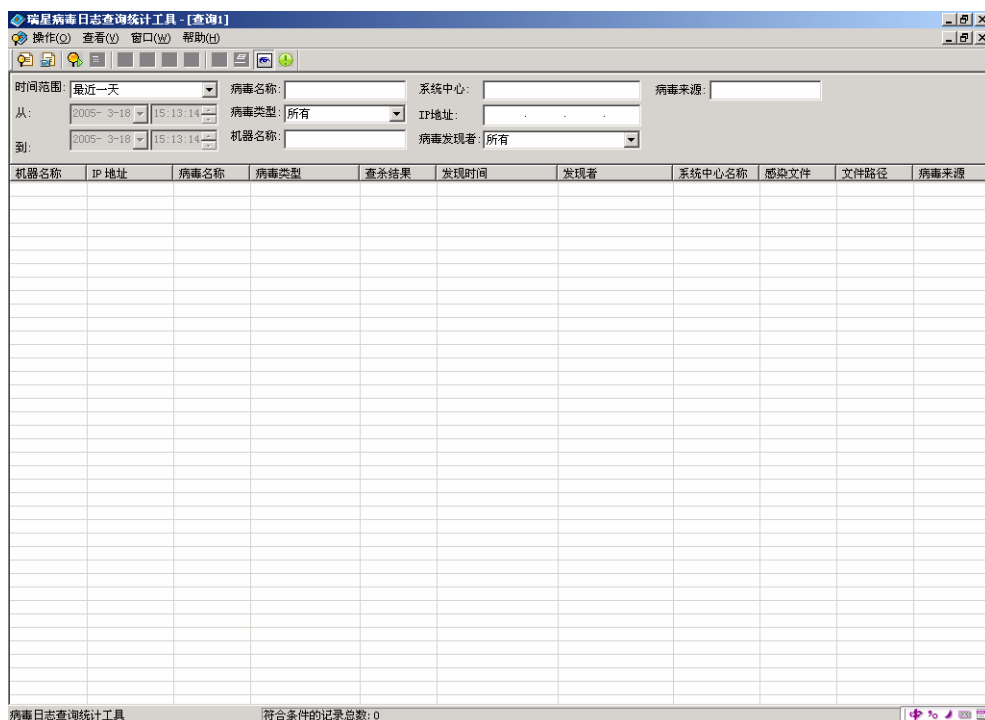 瑞星病毒日志查询统计工具 - [查询1]
操作(O) 查看(V) 窗口(W) 帮助(H)
时间范围: 最近一天 病毒名称: 系统中心: 病毒来源:
从: 2005- 3-18 15:13:14 病毒类型: 所有 IP地址: . . .
到: 2005- 3-18 15:13:14 机器名称: 病毒发现者: 所有
机器名称 IP 地址 病毒名称 病毒类型 查杀结果 发现时间 发现者 系统中心名称 感染文件 文件路径 病毒来源
病毒日志查询统计工具 符合条件的记录总数: 0 中